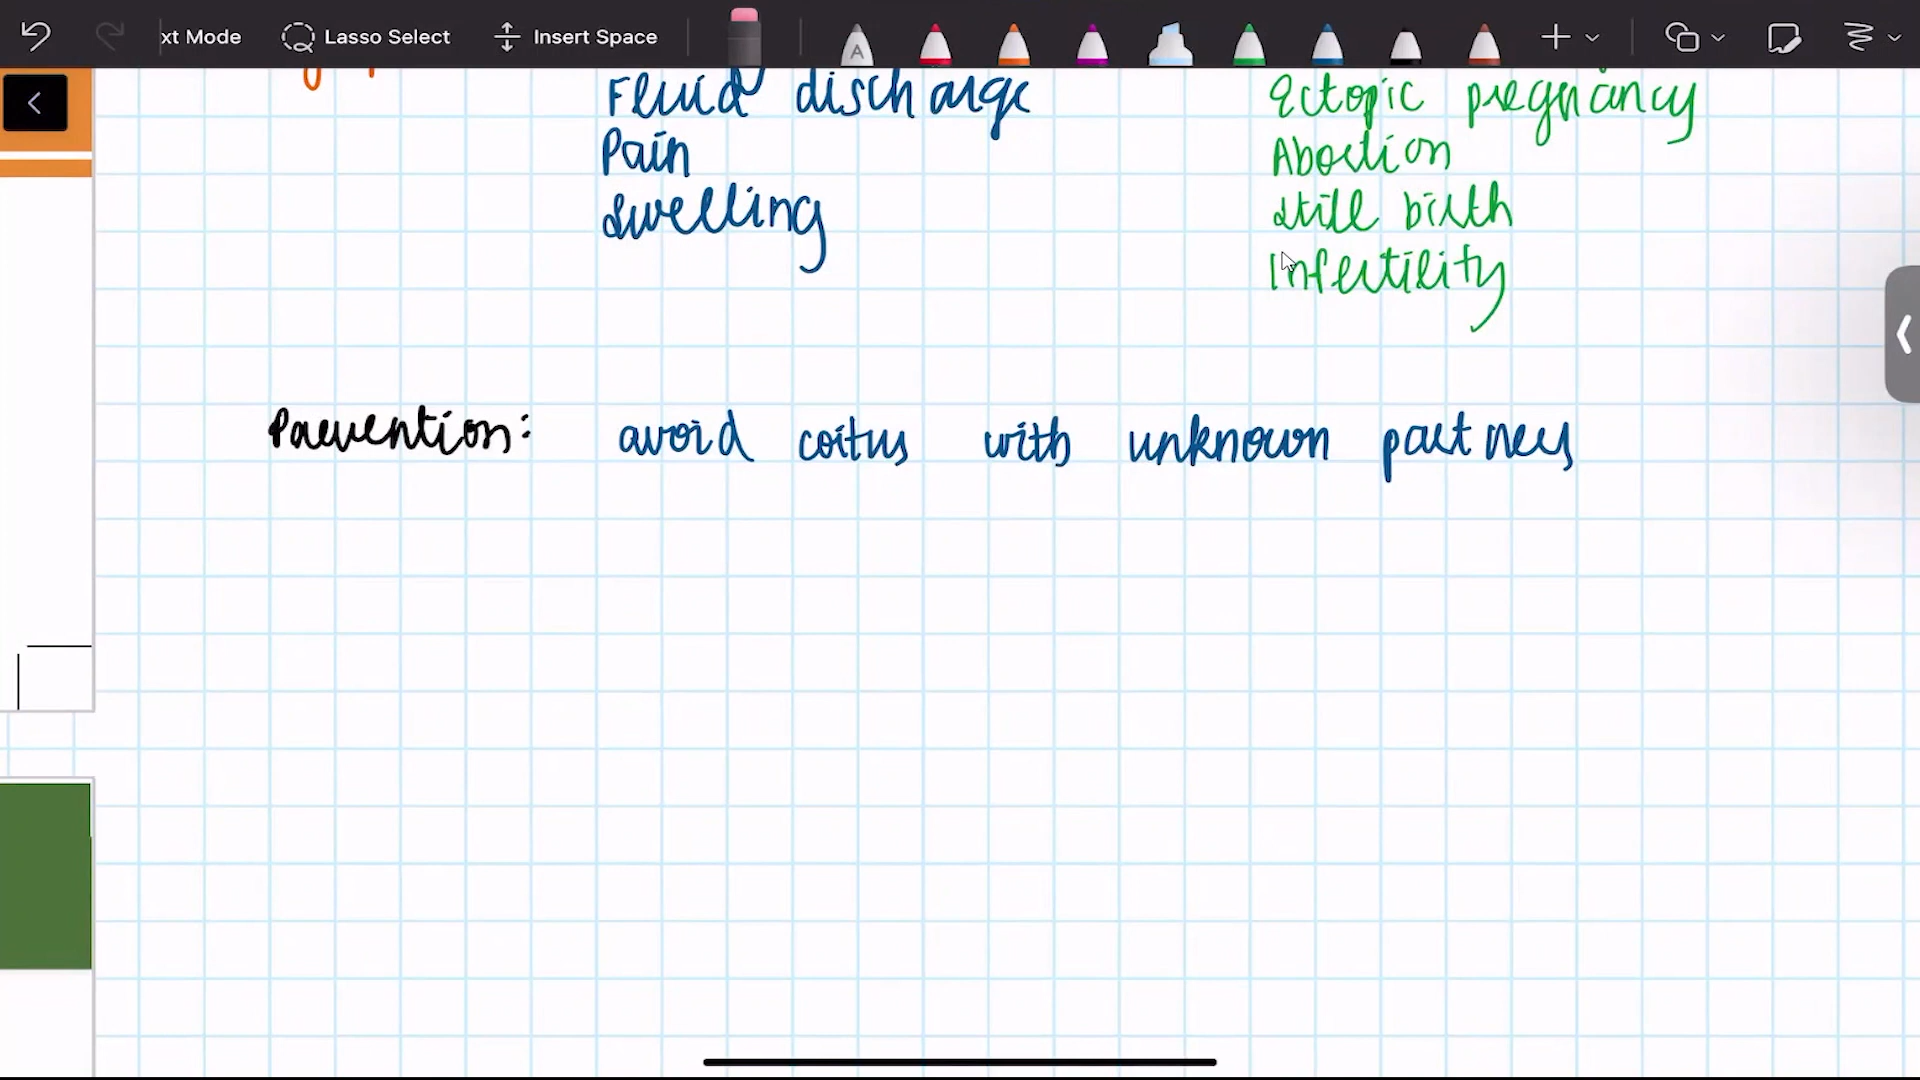 xt Mode Lasso Select Insert Space
Fluid discharge
Pain
Swelling
Ectopic pregnancy
Abortion
Still birth
Infertility
Prevention: avoid coitus with unknown partners